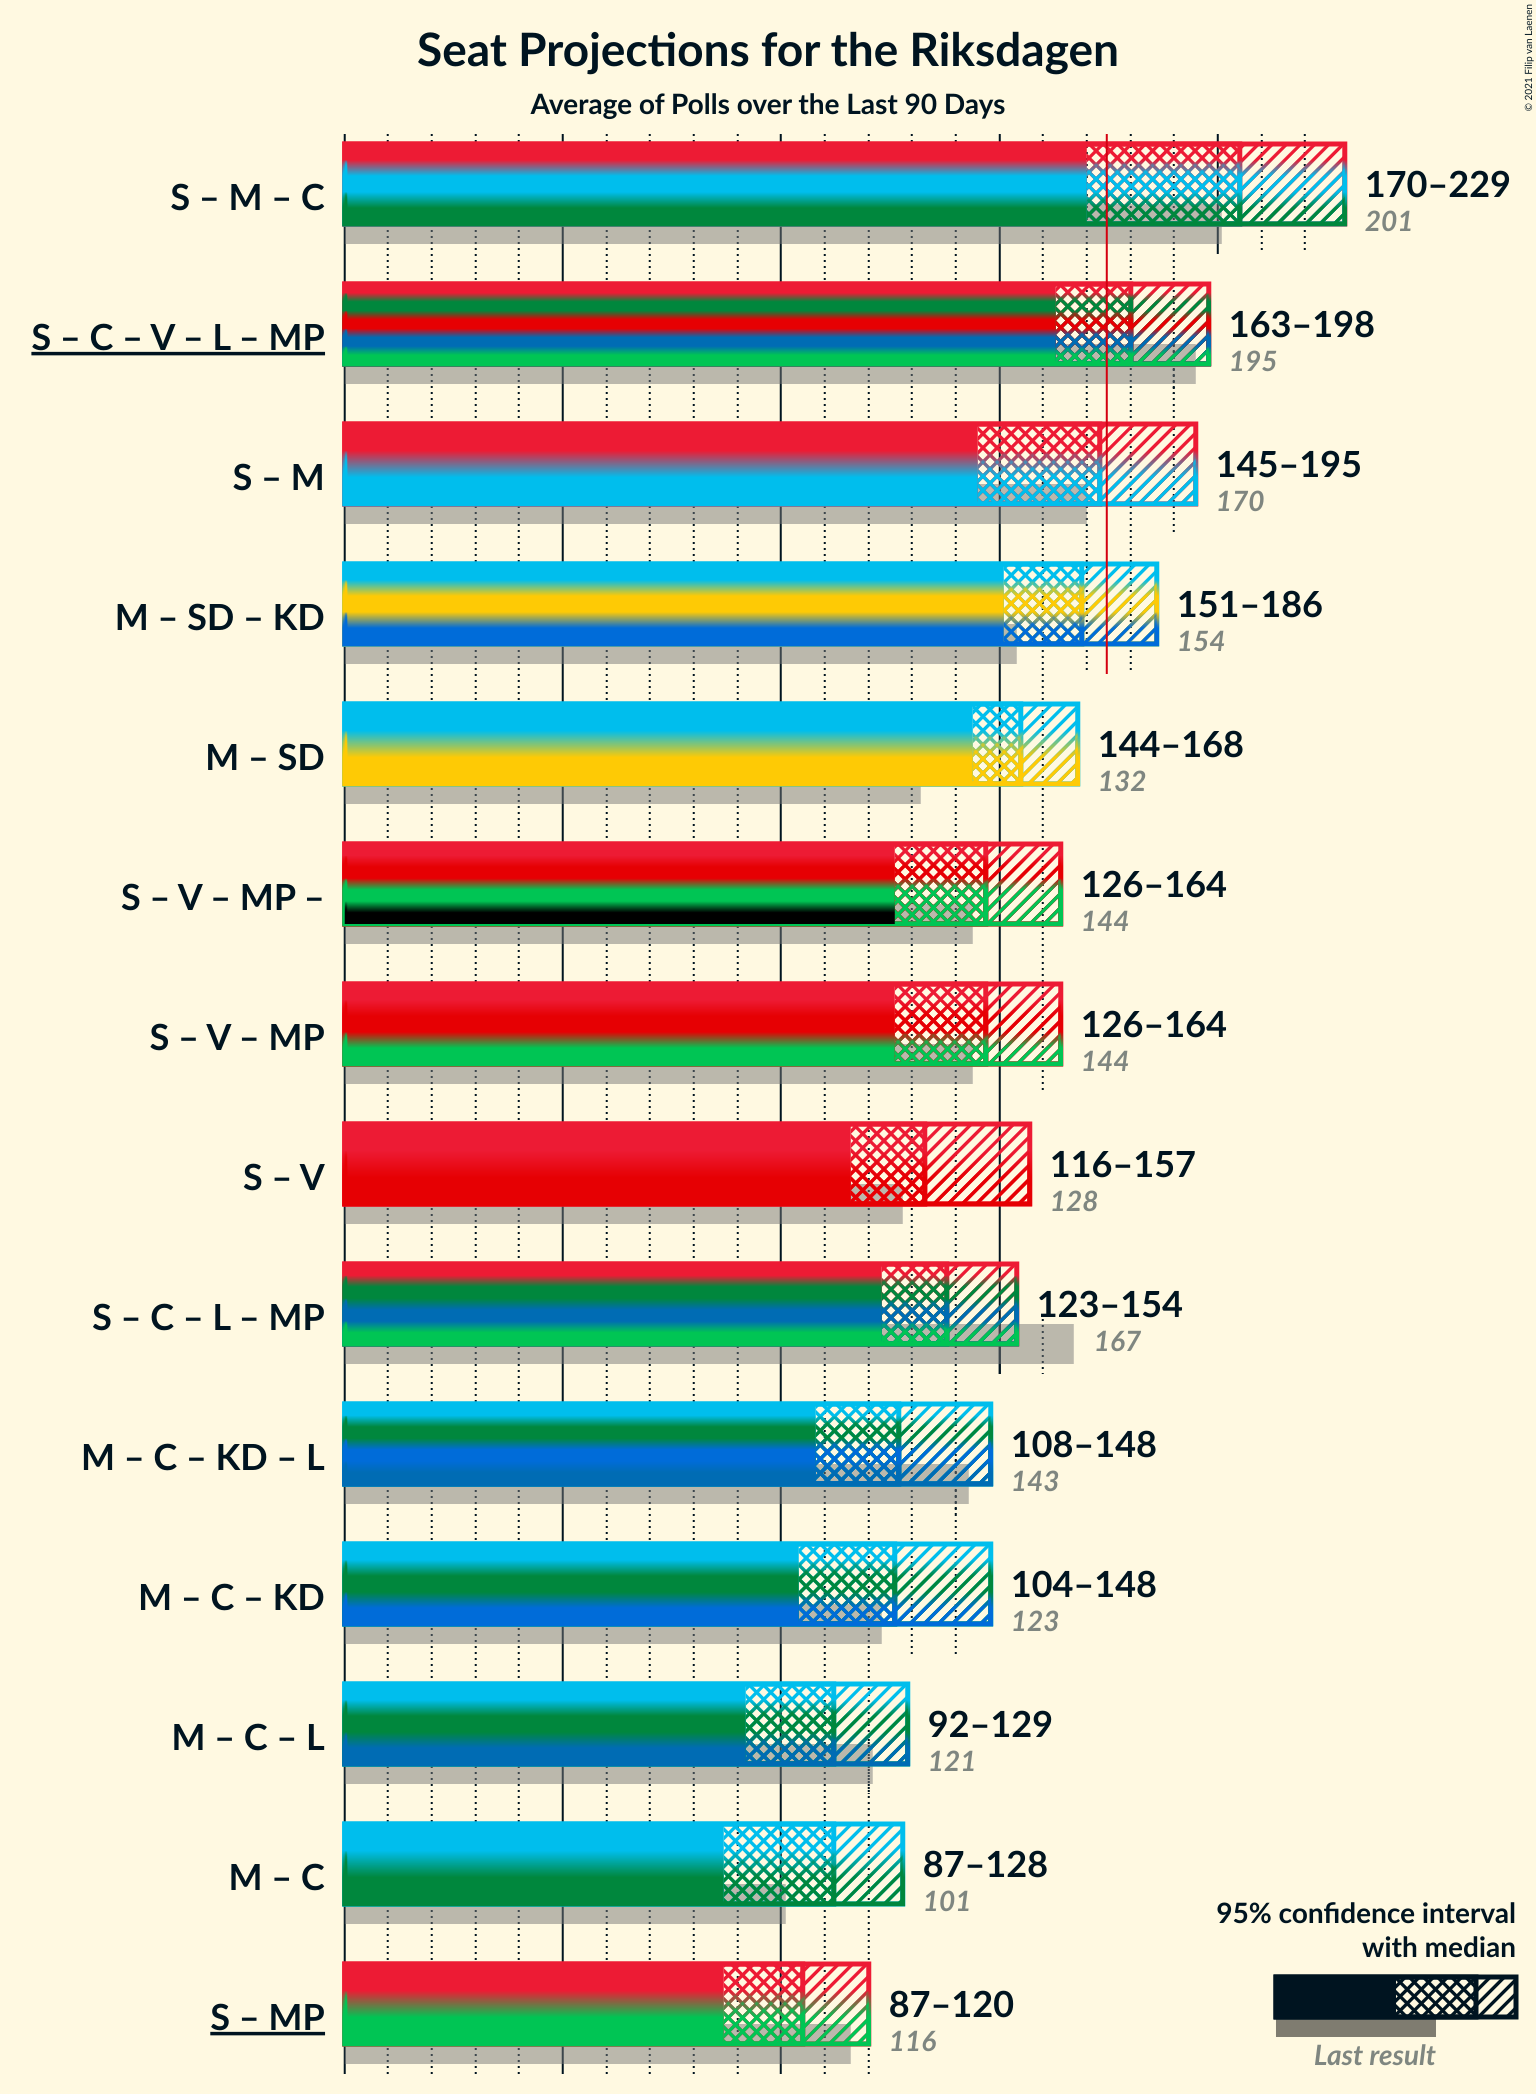 Seat Projections for the Riksdagen
Average of Polls over the Last 90 Days
© 2021 Filip van Laenen
S – M – C
170–229
201
S – C – V – L – MP
163–198
195
S – M
145–195
170
M – SD – KD
151–186
154
M – SD
144–168
132
S – V – MP –
126–164
144
S – V – MP
126–164
144
S – V
116–157
128
S – C – L – MP
123–154
167
M – C – KD – L
108–148
143
M – C – KD
104–148
123
M – C – L
92–129
121
M – C
87–128
101
S – MP
87–120
116
95% confidence interval
with median
Last result